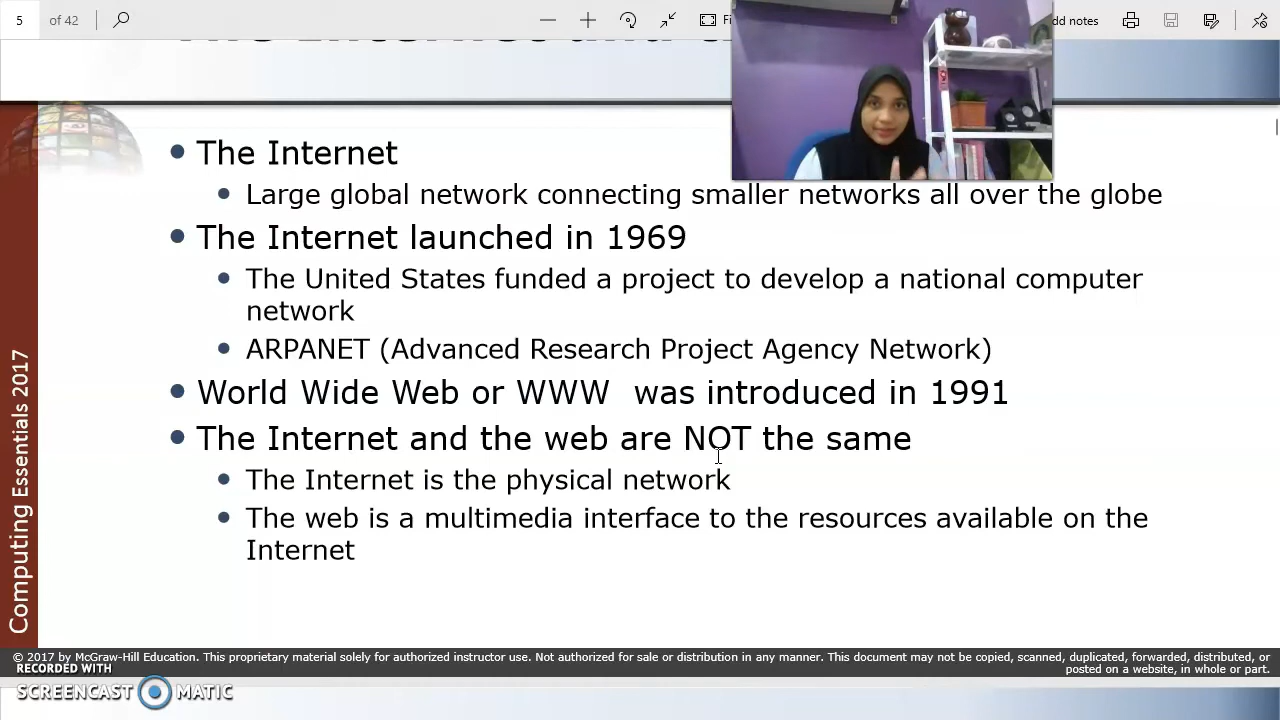 5 of 42
dd notes
The Internet
Large global network connecting smaller networks all over the globe
The Internet launched in 1969
The United States funded a project to develop a national computer
network
ARPANET (Advanced Research Project Agency Network)
World Wide Web or WWW was introduced in 1991
The Internet and the web are NOT the same
The Internet is the physical network
The web is a multimedia interface to the resources available on the
Internet
Computing Essentials 2017
© 2017 by McGraw-Hill Education. This proprietary material solely for authorized instructor use. Not authorized for sale or distribution in any manner. This document may not be copied, scanned, duplicated, forwarded, distributed, or
posted on a website, in whole or part.
RECORDED WITH
SCREENCAST MATIC